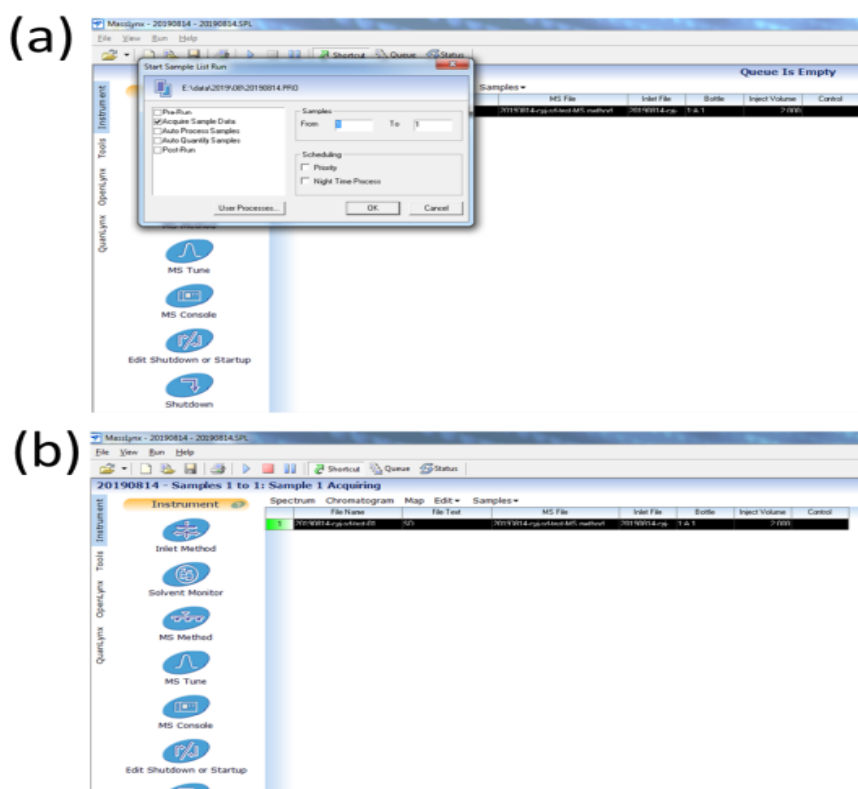 (a)
MassLynx - 20190814 - 20190814.SPL
File View Run Help
Shortcut Queue Status
Queue Is Empty
Start Sample List Run
E:\data\2019\08\20190814.PRO
Pre-Run
Acquire Sample Data
Auto Process Samples
Auto Quantify Samples
Post-Run
Samples
From To 1
Scheduling
Priority
Night Time Process
User Processes...
OK Cancel
Samples
MS File Inlet File Bottle Inject Volume Control
1:A,1 2.000
Instrument
Tools
OpenLynx
QuanLynx
MS Tune
MS Console
Edit Shutdown or Startup
Shutdown
(b)
MassLynx - 20190814 - 20190814.SPL
File View Run Help
Shortcut Queue Status
20190814 - Samples 1 to 1: Sample 1 Acquiring
Instrument
Tools
OpenLynx
QuanLynx
Instrument
Spectrum Chromatogram Map Edit Samples
File Name File Text MS File Inlet File Bottle Inject Volume Control
1 1:A,1 2.000
Inlet Method
Solvent Monitor
MS Method
MS Tune
MS Console
Edit Shutdown or Startup